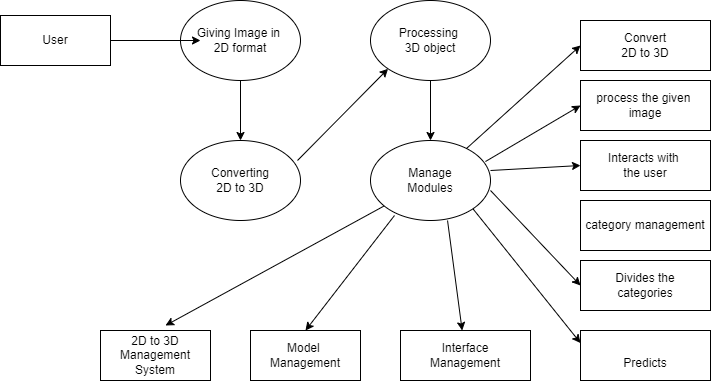 User
Giving Image in
2D format
Processing
3D object
Convert
2D to 3D
process the given
image
Converting
2D to 3D
Manage
Modules
Interacts with
the user
category management
Divides the
categories
2D to 3D
Management
System
Model
Management
Interface
Management
Predicts